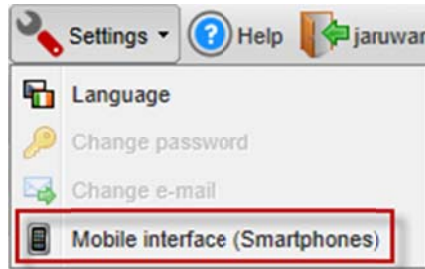 Settings Help jaruwar
Language
Change password
Change e-mail
Mobile interface (Smartphones)